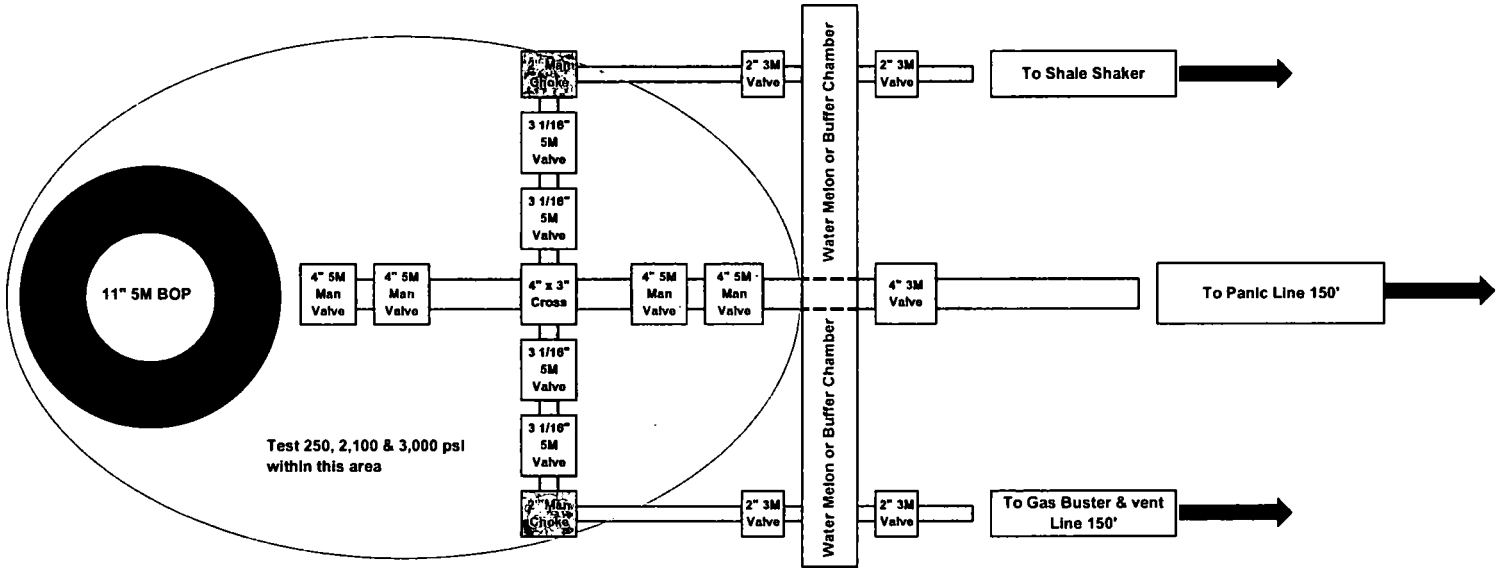 2" Man
Choke
2" 3M
Valve
2" 3M
Valve
To Shale Shaker
3 1/16"
5M
Valve
3 1/16"
5M
Valve
Water Melon or Buffer Chamber
11" 5M BOP
4" 5M
Man
Valve
4" 5M
Man
Valve
4" x 3"
Cross
4" 5M
Man
Valve
4" 5M
Man
Valve
4" 3M
Valve
To Panic Line 150'
3 1/16"
5M
Valve
3 1/16"
5M
Valve
Water Melon or Buffer Chamber
Test 250, 2,100 & 3,000 psi
within this area
2" Man
Choke
2" 3M
Valve
2" 3M
Valve
To Gas Buster & vent
Line 150'